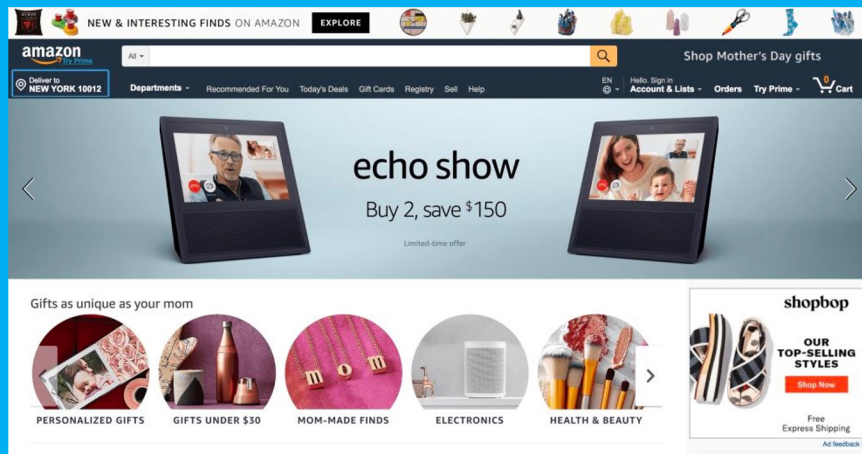 NEW & INTERESTING FINDS ON AMAZON EXPLORE
amazon
Try Prime
All
Shop Mother's Day gifts
Deliver to
NEW YORK 10012
Departments Recommended For You Today's Deals Gift Cards Registry Sell Help
EN
Hello. Sign in
Account & Lists Orders Try Prime 0 Cart
echo show
Buy 2, save $150
Limited-time offer
Gifts as unique as your mom
PERSONALIZED GIFTS
GIFTS UNDER $30
MOM-MADE FINDS
ELECTRONICS
HEALTH & BEAUTY
shopbop
OUR
TOP-SELLING
STYLES
Shop Now
Free
Express Shipping
Ad feedback